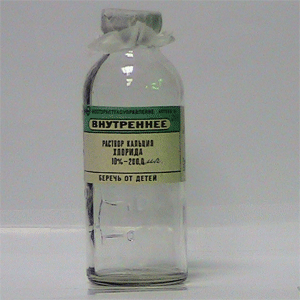 ВНУТРЕННЕЕ
РАСТВОР КАЛЬЦИЯ
ХЛОРИДА
10%-200,0
БЕРЕЧЬ ОТ ДЕТЕЙ